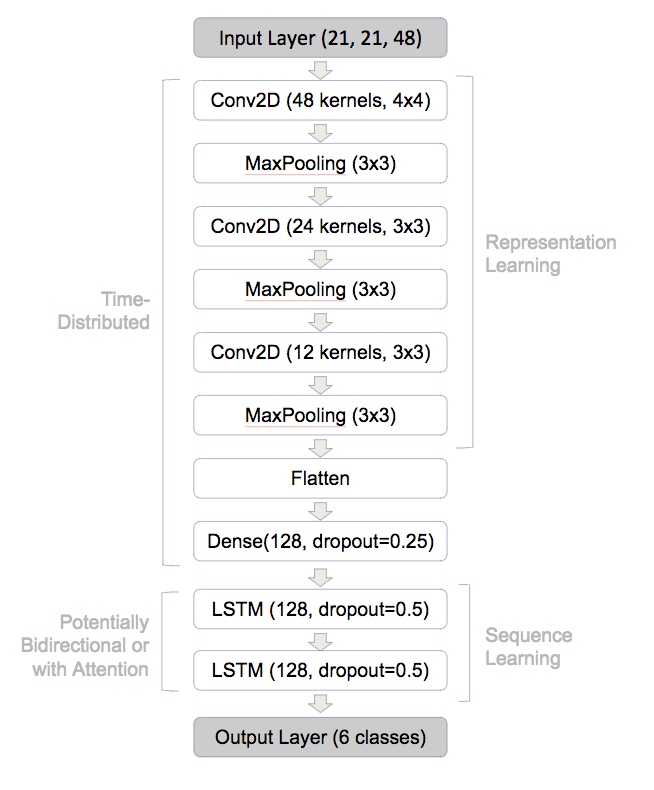 Input Layer (21, 21, 48)
Conv2D (48 kernels, 4x4)
MaxPooling (3x3)
Conv2D (24 kernels, 3x3)
Representation
Learning
MaxPooling (3x3)
Time-
Distributed
Conv2D (12 kernels, 3x3)
MaxPooling (3x3)
Flatten
Dense(128, dropout=0.25)
LSTM (128, dropout=0.5)
Potentially
Bidirectional or
with Attention
Sequence
Learning
LSTM (128, dropout=0.5)
Output Layer (6 classes)